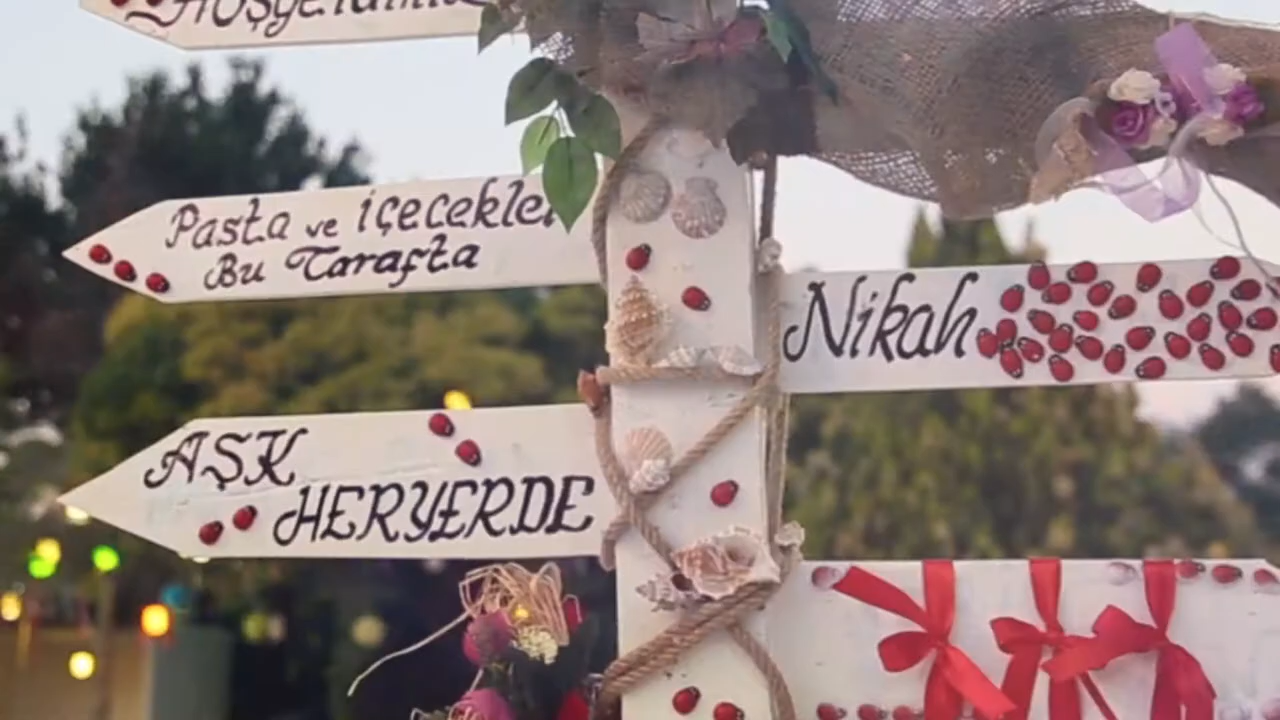 Pasta ve içecekler
Bu Tarafta
Nikah
AŞK
HERYERDE